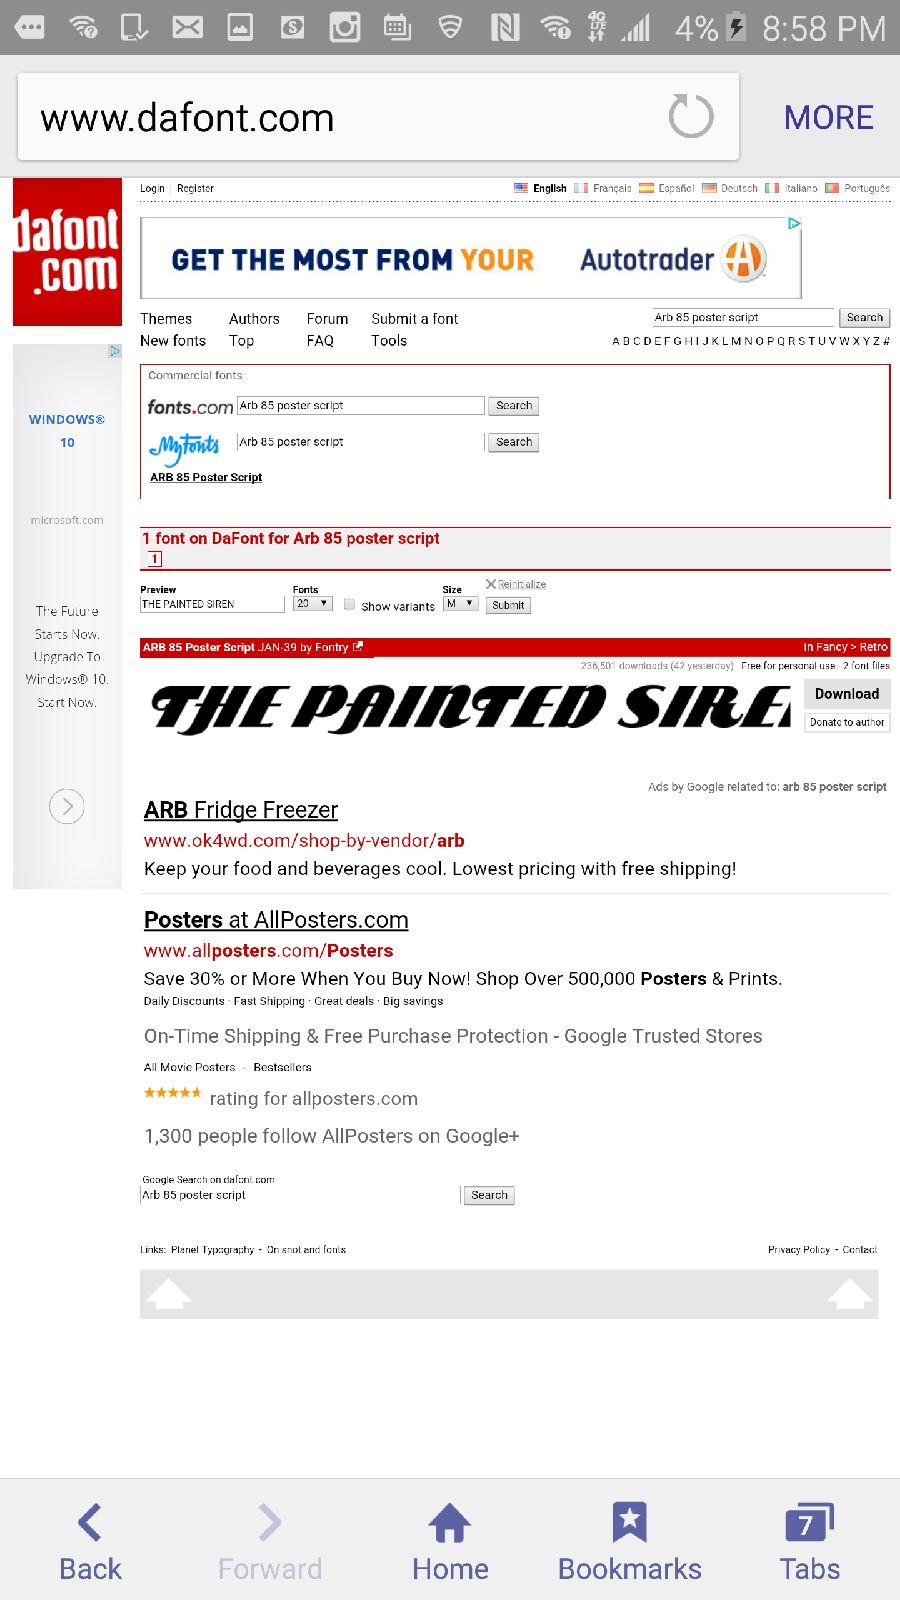 4G
LTE
4% 8:58 PM
www.dafont.com
MORE
dafont
.com
Login | Register
English Français Español Deutsch Italiano Português
GET THE MOST FROM YOUR Autotrader
Themes Authors Forum Submit a font
Arb 85 poster script Search
New fonts Top FAQ Tools
A B C D E F G H I J K L M N O P Q R S T U V W X Y Z #
Commercial fonts
fonts.com Arb 85 poster script Search
MyFonts Arb 85 poster script Search
ARB 85 Poster Script
WINDOWS®
10
microsoft.com
The Future
Starts Now.
Upgrade To
Windows® 10.
Start Now.
1 font on DaFont for Arb 85 poster script
1
Preview Fonts Size Reinitialize
THE PAINTED SIREN 20 Show variants M Submit
ARB 85 Poster Script JAN-39 by Fontry in Fancy > Retro
236,501 downloads (42 yesterday) Free for personal use - 2 font files
THE PAINTED SIREN
Download
Donate to author
Ads by Google related to: arb 85 poster script
ARB Fridge Freezer
www.ok4wd.com/shop-by-vendor/arb
Keep your food and beverages cool. Lowest pricing with free shipping!
Posters at AllPosters.com
www.allposters.com/Posters
Save 30% or More When You Buy Now! Shop Over 500,000 Posters & Prints.
Daily Discounts · Fast Shipping · Great deals · Big savings
On-Time Shipping & Free Purchase Protection - Google Trusted Stores
All Movie Posters - Bestsellers
rating for allposters.com
1,300 people follow AllPosters on Google+
Google Search on dafont.com
Arb 85 poster script Search
Links: Planet Typography - On snot and fonts
Privacy Policy - Contact
7
Back Forward Home Bookmarks Tabs